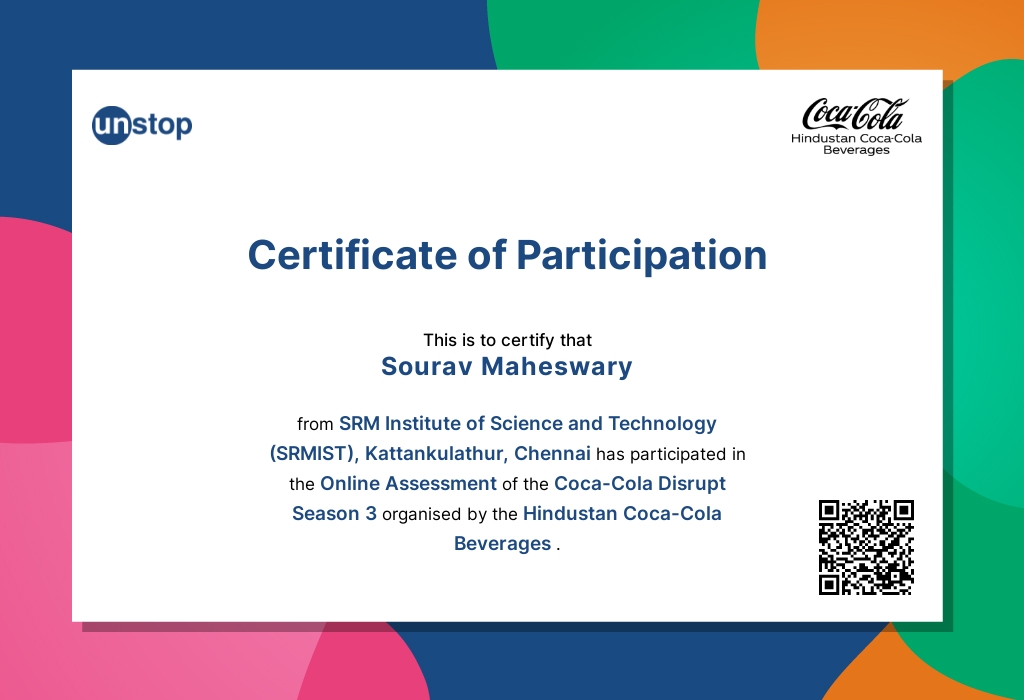 unstop
Coca-Cola
Hindustan Coca-Cola
Beverages
Certificate of Participation
This is to certify that
Sourav Maheswary
from SRM Institute of Science and Technology
(SRMIST), Kattankulathur, Chennai has participated in
the Online Assessment of the Coca-Cola Disrupt
Season 3 organised by the Hindustan Coca-Cola
Beverages .